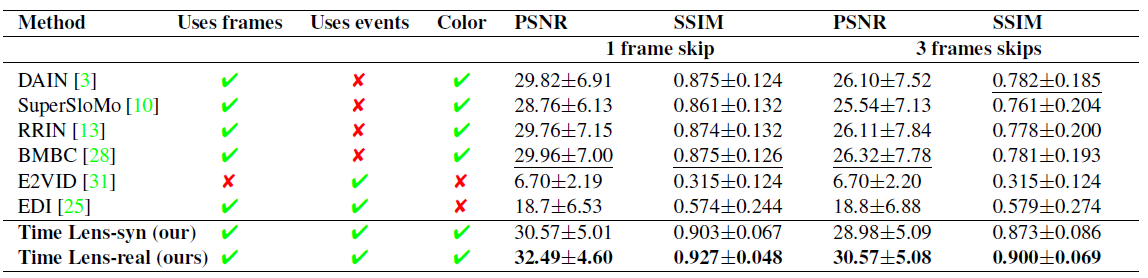 Method Uses frames Uses events Color PSNR SSIM PSNR SSIM
1 frame skip 3 frames skips
DAIN [3] ✔ ✘ ✔ 29.82±6.91 0.875±0.124 26.10±7.52 0.782±0.185
SuperSloMo [10] ✔ ✘ ✔ 28.76±6.13 0.861±0.132 25.54±7.13 0.761±0.204
RRIN [13] ✔ ✘ ✔ 29.76±7.15 0.874±0.132 26.11±7.84 0.778±0.200
BMBC [28] ✔ ✘ ✔ 29.96±7.00 0.875±0.126 26.32±7.78 0.781±0.193
E2VID [31] ✘ ✔ ✘ 6.70±2.19 0.315±0.124 6.70±2.20 0.315±0.124
EDI [25] ✔ ✔ ✘ 18.7±6.53 0.574±0.244 18.8±6.88 0.579±0.274
Time Lens-syn (our) ✔ ✔ ✔ 30.57±5.01 0.903±0.067 28.98±5.09 0.873±0.086
Time Lens-real (ours) ✔ ✔ ✔ 32.49±4.60 0.927±0.048 30.57±5.08 0.900±0.069